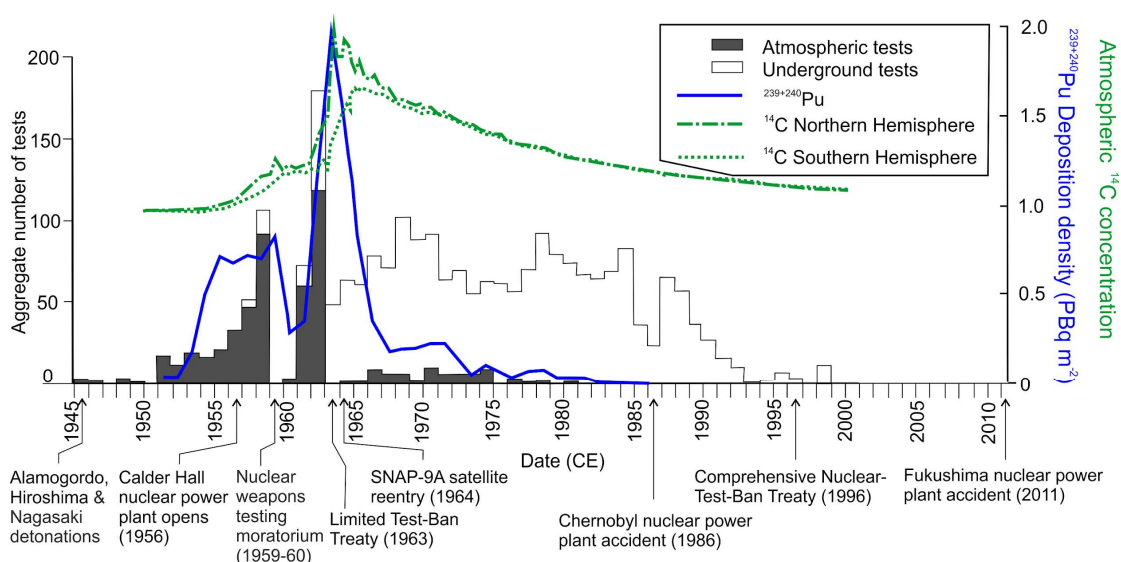 200
150
100
50
0
Aggregate number of tests
Atmospheric tests
Underground tests
²³⁹⁺²⁴⁰Pu
¹⁴C Northern Hemisphere
¹⁴C Southern Hemisphere
2.0
1.5
1.0
0.5
0
²³⁹⁺²⁴⁰Pu Deposition density (PBq m⁻²)
Atmospheric ¹⁴C concentration
1945
1950
1955
1960
1965
1970
1975
1980
1985
1990
1995
2000
2005
2010
Date (CE)
Alamogordo,
Hiroshima &
Nagasaki
detonations
Calder Hall
nuclear power
plant opens
(1956)
Nuclear
weapons
testing
moratorium
(1959-60)
Limited Test-Ban
Treaty (1963)
SNAP-9A satellite
reentry (1964)
Chernobyl nuclear power
plant accident (1986)
Comprehensive Nuclear-
Test-Ban Treaty (1996)
Fukushima nuclear power
plant accident (2011)